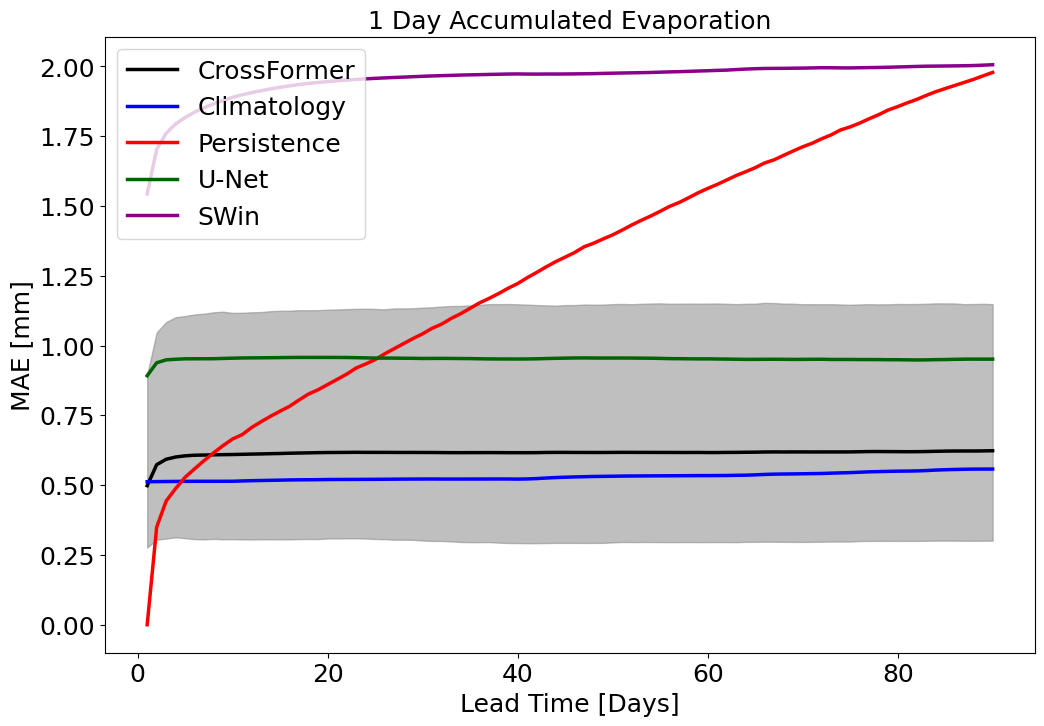 1 Day Accumulated Evaporation
CrossFormer
Climatology
Persistence
U-Net
SWin
MAE [mm]
2.00
1.75
1.50
1.25
1.00
0.75
0.50
0.25
0.00
0 20 40 60 80
Lead Time [Days]